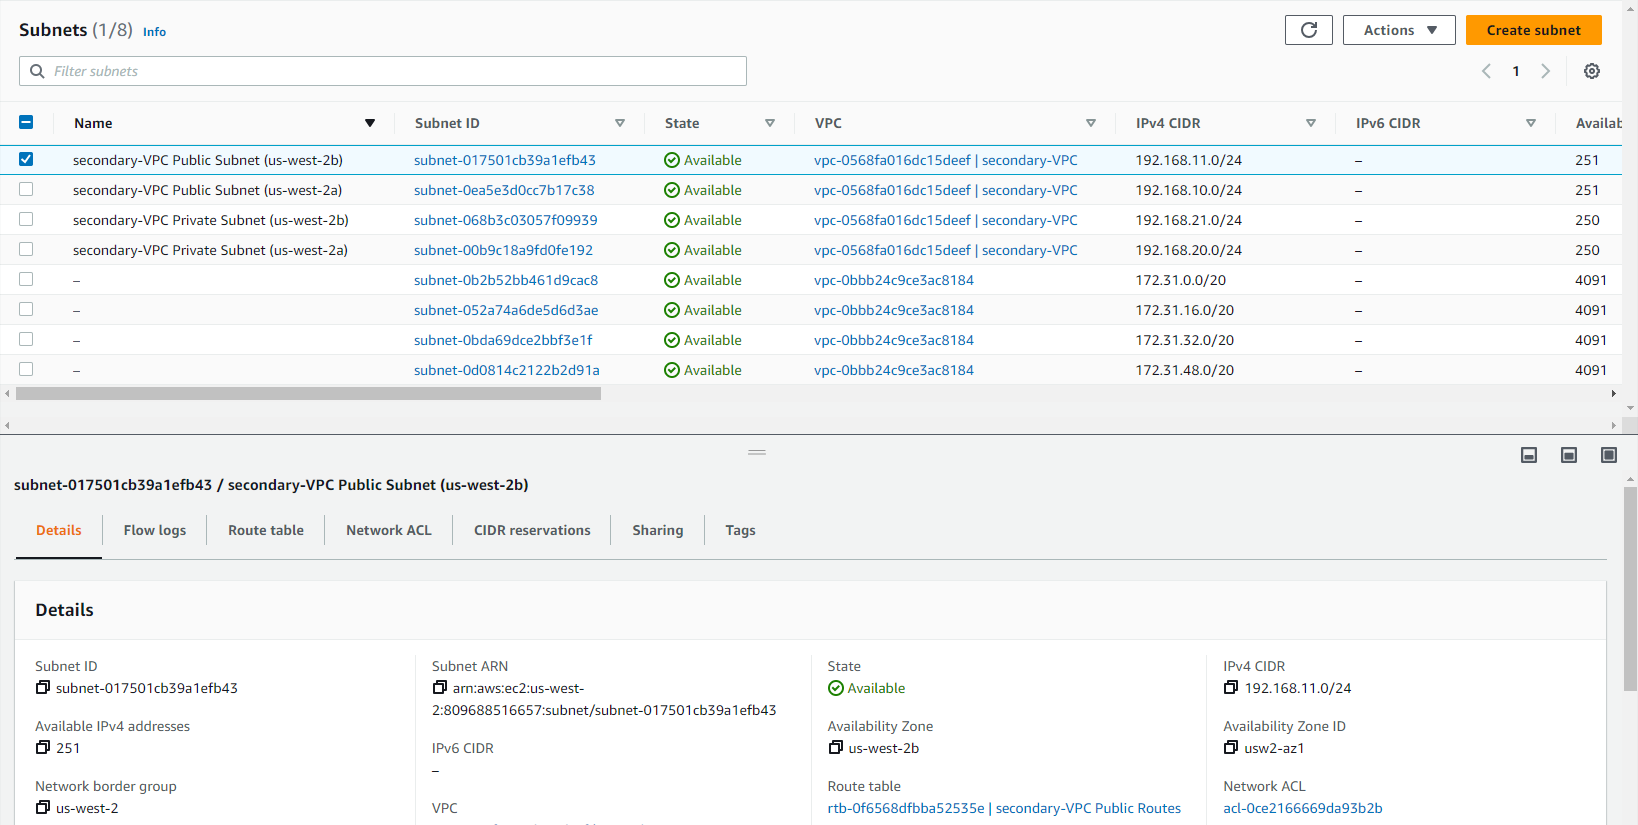 Subnets (1/8) Info
Actions Create subnet
Filter subnets
1
Name Subnet ID State VPC IPv4 CIDR IPv6 CIDR Availab
secondary-VPC Public Subnet (us-west-2b) subnet-017501cb39a1efb43 Available vpc-0568fa016dc15deef | secondary-VPC 192.168.11.0/24 – 251
secondary-VPC Public Subnet (us-west-2a) subnet-0ea5e3d0cc7b17c38 Available vpc-0568fa016dc15deef | secondary-VPC 192.168.10.0/24 – 251
secondary-VPC Private Subnet (us-west-2b) subnet-068b3c03057f09939 Available vpc-0568fa016dc15deef | secondary-VPC 192.168.21.0/24 – 250
secondary-VPC Private Subnet (us-west-2a) subnet-00b9c18a9fd0fe192 Available vpc-0568fa016dc15deef | secondary-VPC 192.168.20.0/24 – 250
– subnet-0b2b52bb461d9cac8 Available vpc-0bbb24c9ce3ac8184 172.31.0.0/20 – 4091
– subnet-052a74a6de5d6d3ae Available vpc-0bbb24c9ce3ac8184 172.31.16.0/20 – 4091
– subnet-0bda69dce2bbf3e1f Available vpc-0bbb24c9ce3ac8184 172.31.32.0/20 – 4091
– subnet-0d0814c2122b2d91a Available vpc-0bbb24c9ce3ac8184 172.31.48.0/20 – 4091
subnet-017501cb39a1efb43 / secondary-VPC Public Subnet (us-west-2b)
Details Flow logs Route table Network ACL CIDR reservations Sharing Tags
Details
Subnet ID
subnet-017501cb39a1efb43
Available IPv4 addresses
251
Network border group
us-west-2
Subnet ARN
arn:aws:ec2:us-west-
2:809688516657:subnet/subnet-017501cb39a1efb43
IPv6 CIDR
–
VPC
State
Available
Availability Zone
us-west-2b
Route table
rtb-0f6568dfbba52535e | secondary-VPC Public Routes
IPv4 CIDR
192.168.11.0/24
Availability Zone ID
usw2-az1
Network ACL
acl-0ce2166669da93b2b